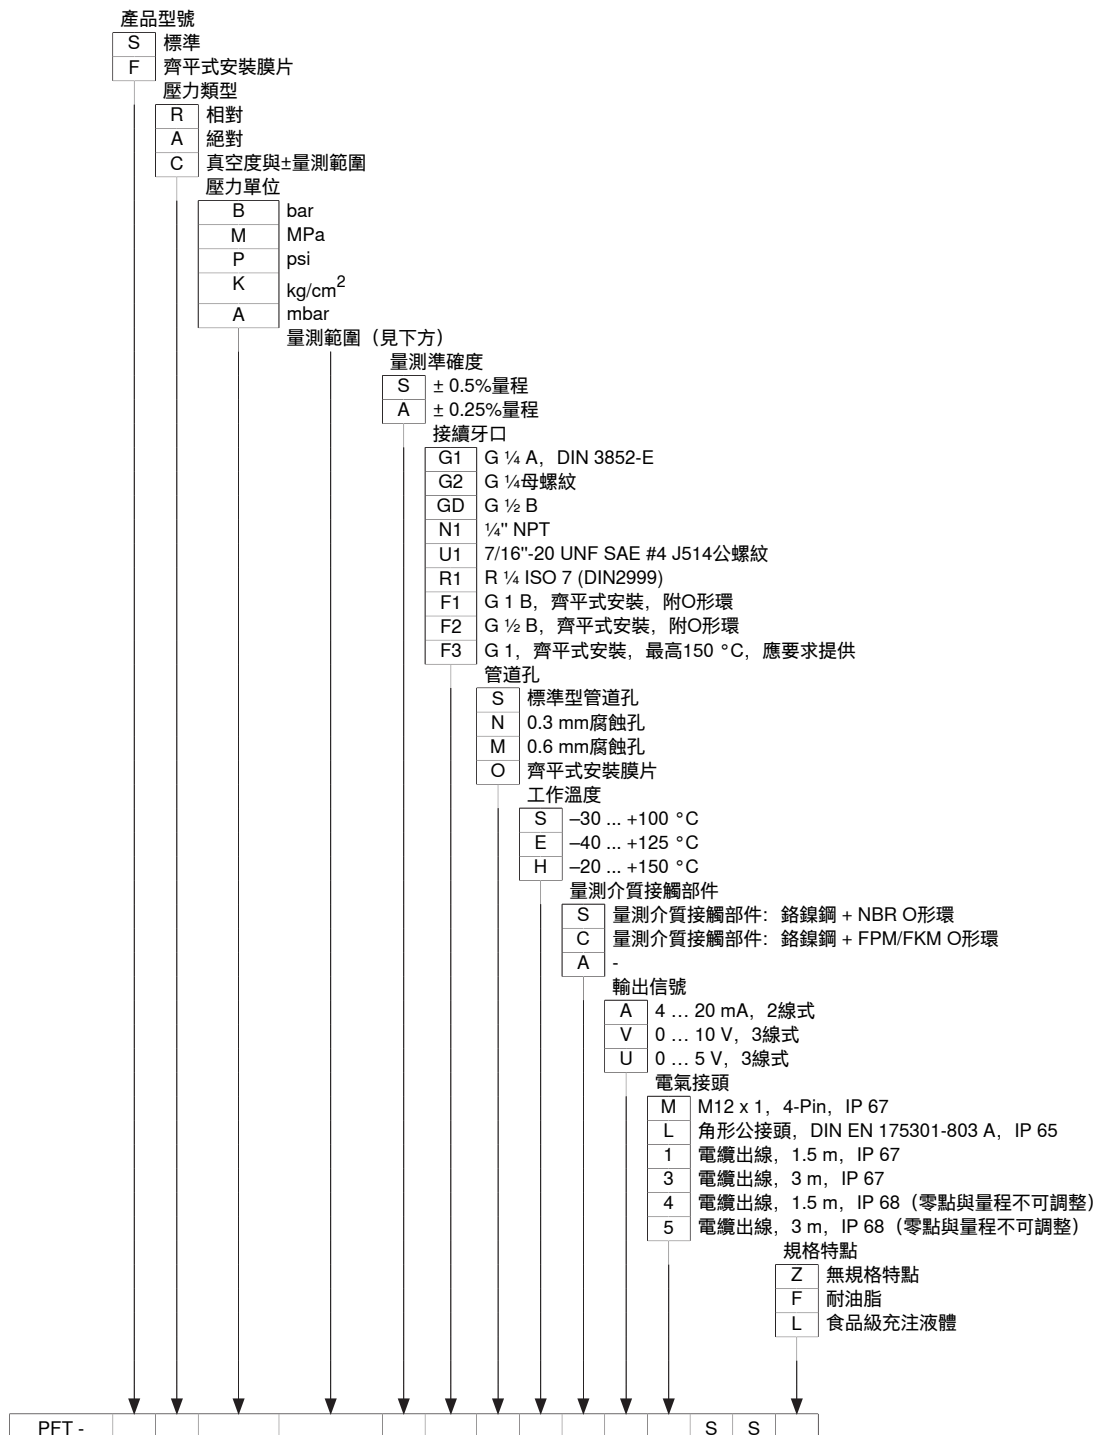 產品型號
S 標準
F 齊平式安裝膜片
壓力類型
R 相對
A 絕對
C 真空度與±量測範圍
壓力單位
B bar
M MPa
P psi
K kg/cm²
A mbar
量測範圍（見下方）
量測準確度
S ± 0.5%量程
A ± 0.25%量程
接續牙口
G1 G ¼ A，DIN 3852-E
G2 G ¼母螺紋
GD G ½ B
N1 ¼" NPT
U1 7/16"-20 UNF SAE #4 J514公螺紋
R1 R ¼ ISO 7 (DIN2999)
F1 G 1 B，齊平式安裝，附O形環
F2 G ½ B，齊平式安裝，附O形環
F3 G 1，齊平式安裝，最高150 °C，應要求提供
管道孔
S 標準型管道孔
N 0.3 mm腐蝕孔
M 0.6 mm腐蝕孔
O 齊平式安裝膜片
工作溫度
S –30 ... +100 °C
E –40 ... +125 °C
H –20 ... +150 °C
量測介質接觸部件
S 量測介質接觸部件：鉻鎳鋼 + NBR O形環
C 量測介質接觸部件：鉻鎳鋼 + FPM/FKM O形環
A -
輸出信號
A 4 … 20 mA，2線式
V 0 … 10 V，3線式
U 0 … 5 V，3線式
電氣接頭
M M12 x 1，4-Pin，IP 67
L 角形公接頭，DIN EN 175301-803 A，IP 65
1 電纜出線，1.5 m，IP 67
3 電纜出線，3 m，IP 67
4 電纜出線，1.5 m，IP 68（零點與量程不可調整）
5 電纜出線，3 m，IP 68（零點與量程不可調整）
規格特點
Z 無規格特點
F 耐油脂
L 食品級充注液體
PFT - S S